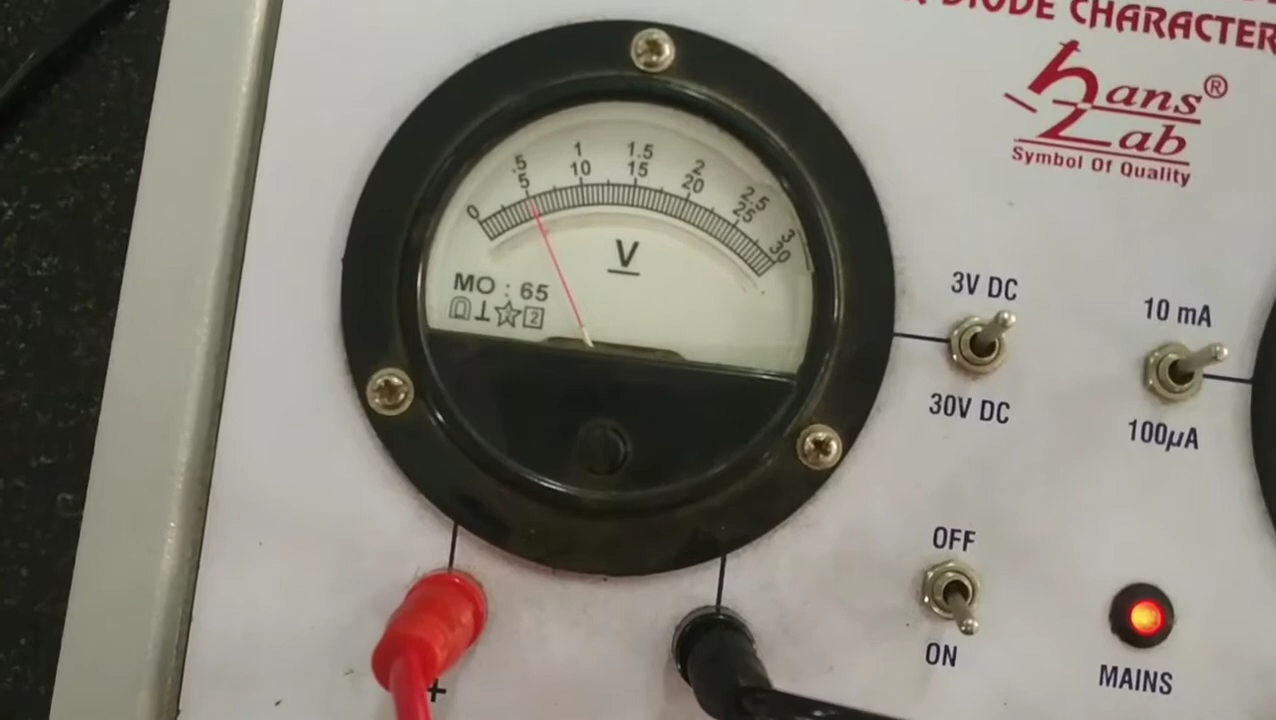 DIODE CHARACTER
hans®
Lab
Symbol Of Quality
0 .5 1 1.5 2 2.5 3
5 10 15 20 25 30
V
MO : 65
2
3V DC
30V DC
10 mA
100µA
OFF
ON
MAINS
+